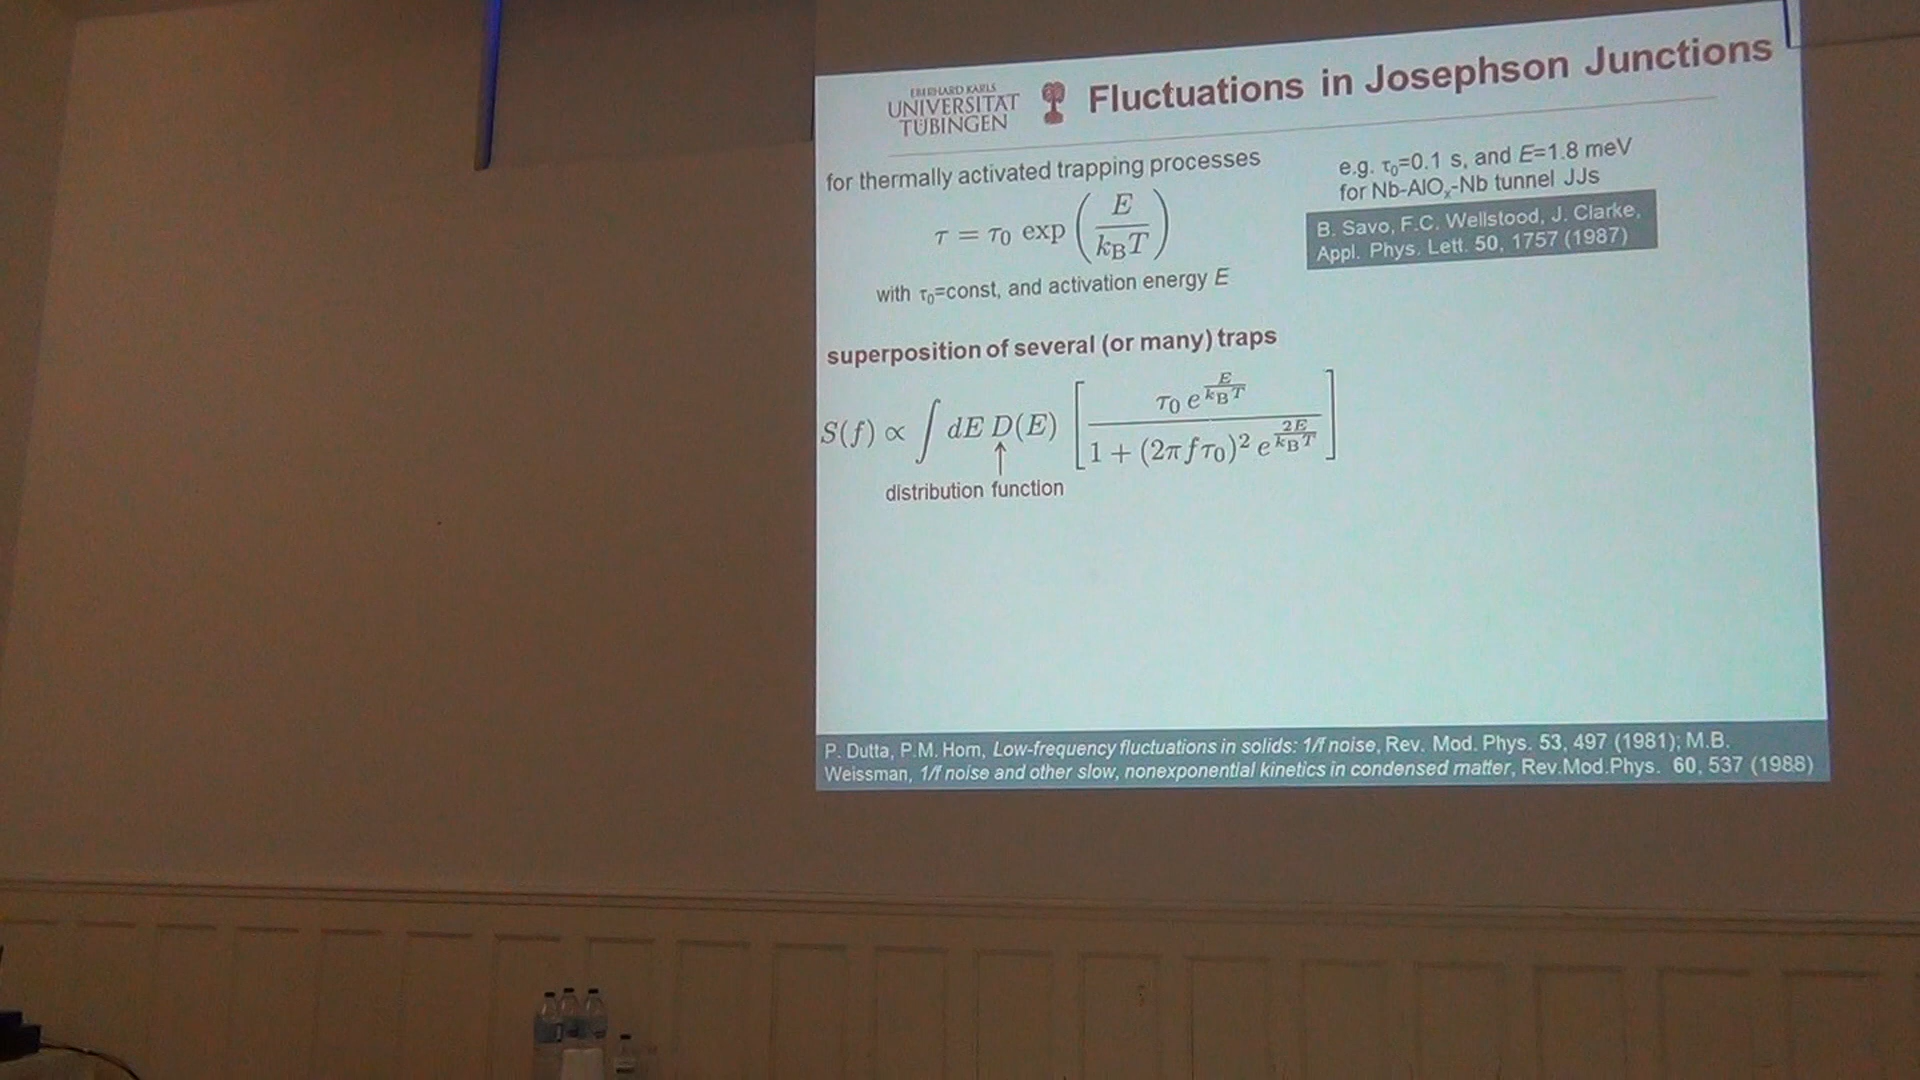 EBERHARD KARLS
UNIVERSITAT
TÜBINGEN
Fluctuations in Josephson Junctions
for thermally activated trapping processes
τ = τ₀ exp (E / k_B T)
with τ₀=const, and activation energy E
e.g. τ₀=0.1 s, and E=1.8 meV
for Nb-AlOₓ-Nb tunnel JJs
B. Savo, F.C. Wellstood, J. Clarke,
Appl. Phys. Lett. 50, 1757 (1987)
superposition of several (or many) traps
S(f) ∝ ∫ dE D(E) [τ₀ e^(E / k_B T) / (1 + (2πfτ₀)² e^(2E / k_B T))]
↑
distribution function
P. Dutta, P.M. Horn, Low-frequency fluctuations in solids: 1/f noise, Rev. Mod. Phys. 53, 497 (1981); M.B.
Weissman, 1/f noise and other slow, nonexponential kinetics in condensed matter, Rev.Mod.Phys. 60, 537 (1988)